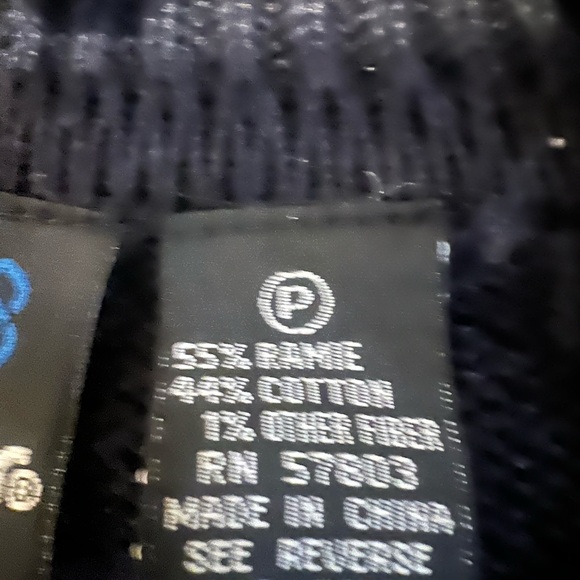 P
55% RAMIE
44% COTTON
1% OTHER FIBER
RN 57803
MADE IN CHINA
SEE REVERSE